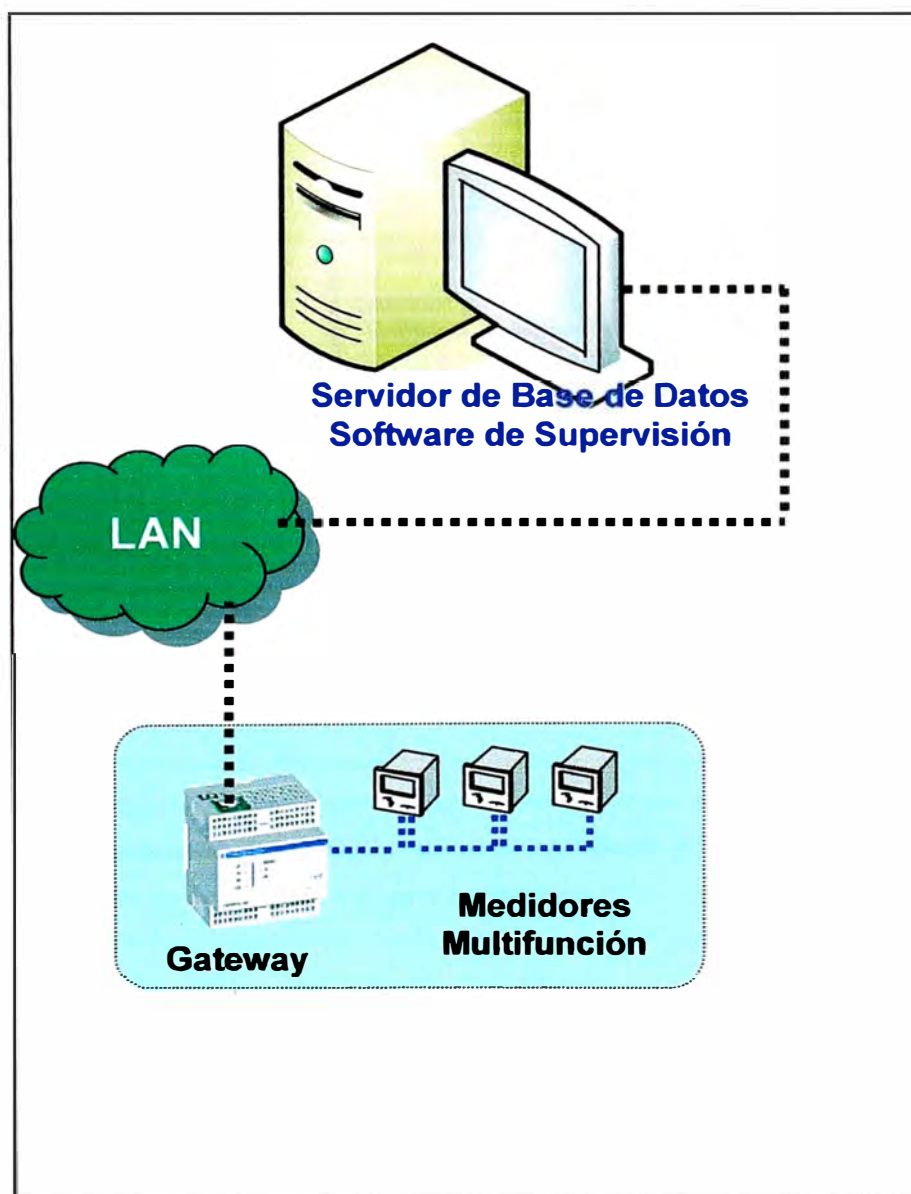 Servidor de Base de Datos
Software de Supervisión
LAN
Medidores
Multifunción
Gateway